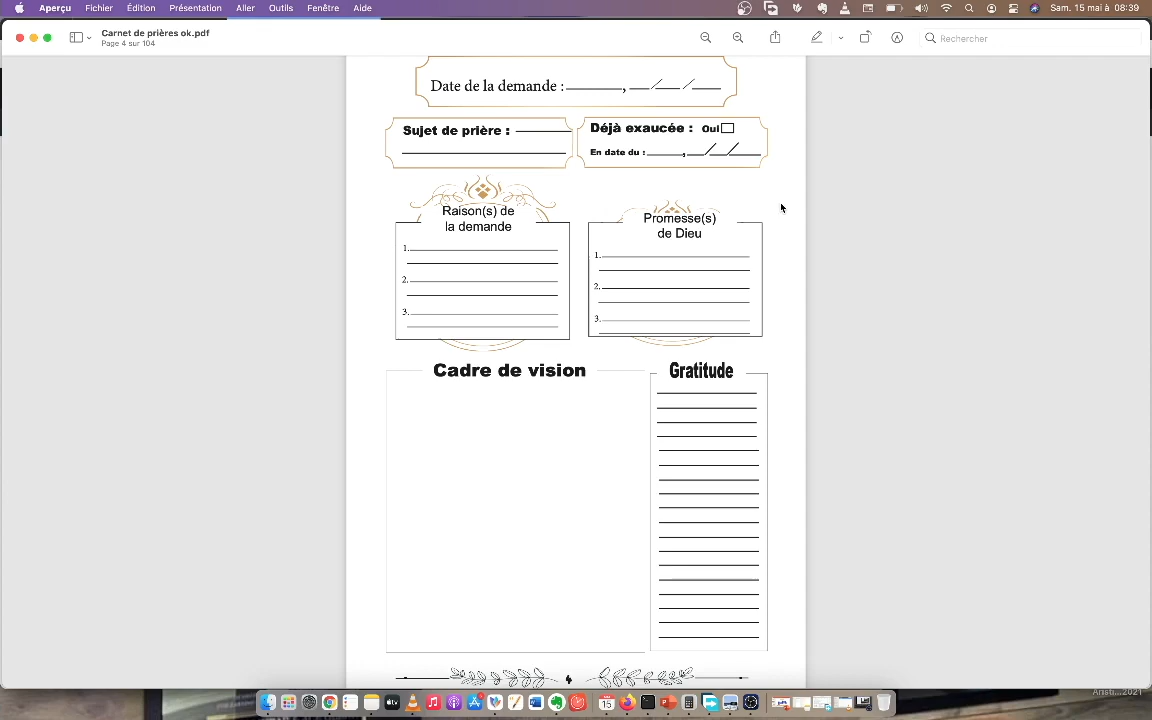 Aperçu Fichier Édition Présentation Aller Outils Fenêtre Aide Sam. 15 mai à 08:39
Carnet de prières ok.pdf
Page 4 sur 104
Rechercher
Date de la demande : ________, ___/___/____
Sujet de prière : ________
Déjà exaucée : Oui
En date du : ______,___/___/____
Raison(s) de
la demande
1.
2.
3.
Promesse(s)
de Dieu
1.
2.
3.
Cadre de vision
Gratitude
4
Aristi...2021